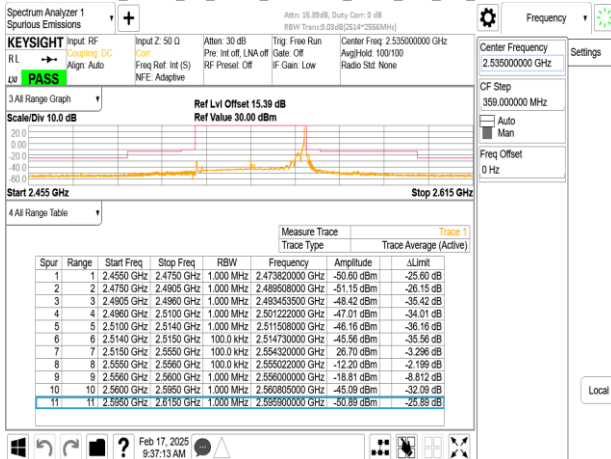 Spectrum Analyzer 1
Spurious Emissions
Attn: 15.39dB, Duty Corr: 0 dB
RBW Trans:9.03dB(2514~2556MHz)
Frequency
KEYSIGHT
RL
LXI
PASS
Input: RF
Coupling: DC
Align: Auto
Input Z: 50 Ω
Corr
Freq Ref: Int (S)
NFE: Adaptive
Atten: 30 dB
Pre: Int off, LNA off
RF Preset: Off
Trig: Free Run
Gate: Off
IF Gain: Low
Center Freq: 2.535000000 GHz
Avg|Hold: 100/100
Radio Std: None
Center Frequency
2.535000000 GHz
Settings
CF Step
359.000000 MHz
Auto
Man
Freq Offset
0 Hz
Local
3 All Range Graph
Scale/Div 10.0 dB
Ref Lvl Offset 15.39 dB
Ref Value 30.00 dBm
20.0
0.00
-20.0
-40.0
-60.0
Start 2.455 GHz
Stop 2.615 GHz
4 All Range Table
Measure Trace Trace 1
Trace Type Trace Average (Active)
Spur Range Start Freq Stop Freq RBW Frequency Amplitude ΔLimit
1 1 2.4550 GHz 2.4750 GHz 1.000 MHz 2.473820000 GHz -50.60 dBm -25.60 dB
2 2 2.4750 GHz 2.4905 GHz 1.000 MHz 2.489508000 GHz -51.15 dBm -26.15 dB
3 3 2.4905 GHz 2.4960 GHz 1.000 MHz 2.493453500 GHz -48.42 dBm -35.42 dB
4 4 2.4960 GHz 2.5100 GHz 1.000 MHz 2.501222000 GHz -47.01 dBm -34.01 dB
5 5 2.5100 GHz 2.5140 GHz 1.000 MHz 2.511508000 GHz -46.16 dBm -36.16 dB
6 6 2.5140 GHz 2.5150 GHz 100.0 kHz 2.514730000 GHz -45.56 dBm -35.56 dB
7 7 2.5150 GHz 2.5550 GHz 100.0 kHz 2.554320000 GHz 26.70 dBm -3.296 dB
8 8 2.5550 GHz 2.5560 GHz 100.0 kHz 2.555022000 GHz -12.20 dBm -2.199 dB
9 9 2.5560 GHz 2.5600 GHz 1.000 MHz 2.556000000 GHz -18.81 dBm -8.812 dB
10 10 2.5600 GHz 2.5950 GHz 1.000 MHz 2.560805000 GHz -45.09 dBm -32.09 dB
11 11 2.5950 GHz 2.6150 GHz 1.000 MHz 2.595900000 GHz -50.89 dBm -25.89 dB
Feb 17, 2025
9:37:13 AM